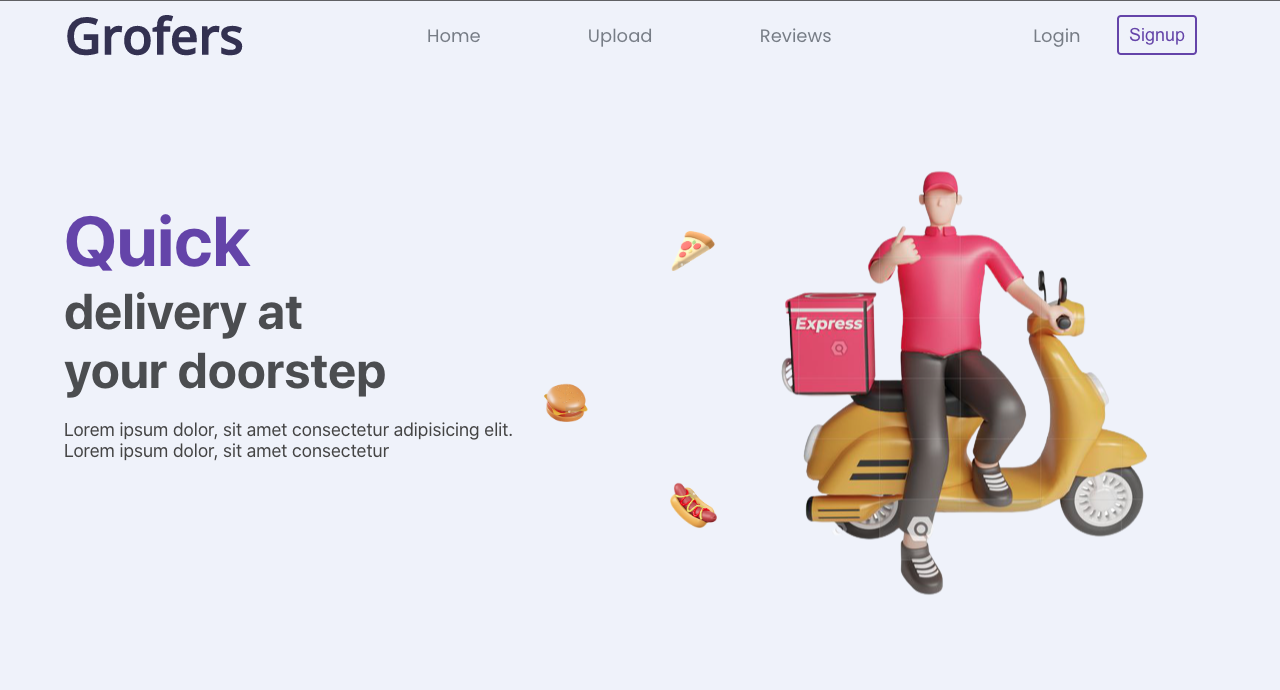 Grofers
Home
Upload
Reviews
Login
Signup
Quick
delivery at
your doorstep
Lorem ipsum dolor, sit amet consectetur adipisicing elit.
Lorem ipsum dolor, sit amet consectetur
Express